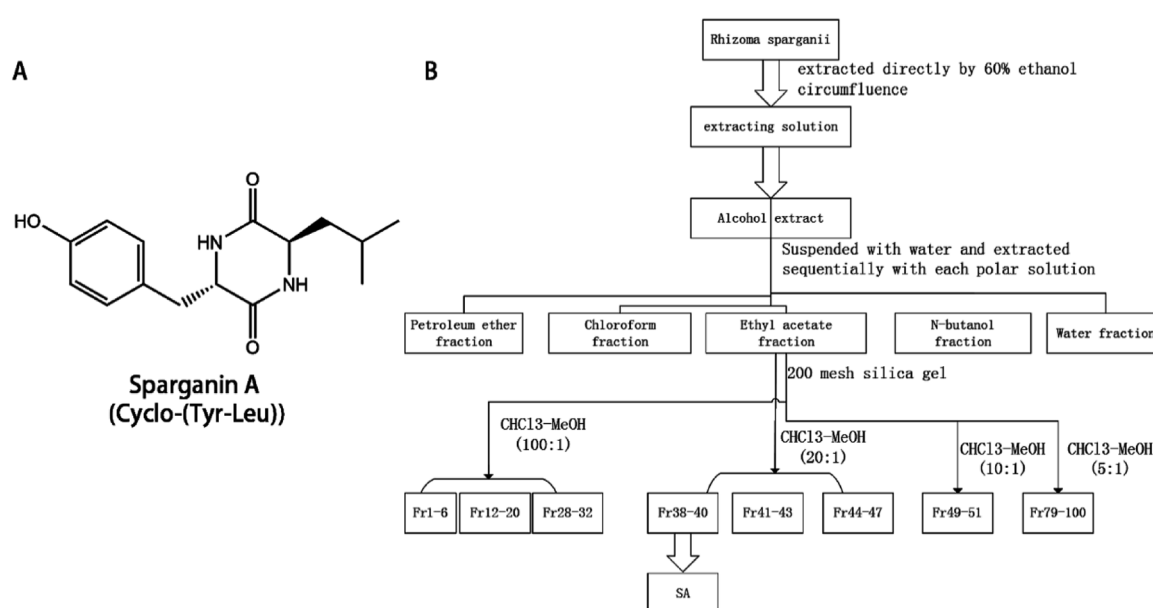 A
HO
O
HN
NH
O
Sparganin A
(Cyclo-(Tyr-Leu))
B
Rhizoma sparganii
extracted directly by 60% ethanol
circumfluence
extracting solution
Alcohol extract
Suspended with water and extracted
sequentially with each polar solution
Petroleum ether
fraction
Chloroform
fraction
Ethyl acetate
fraction
N-butanol
fraction
Water fraction
200 mesh silica gel
CHCl3-MeOH
(100:1)
CHCl3-MeOH
(20:1)
CHCl3-MeOH
(10:1)
CHCl3-MeOH
(5:1)
Fr1-6
Fr12-20
Fr28-32
Fr38-40
Fr41-43
Fr44-47
Fr49-51
Fr79-100
SA